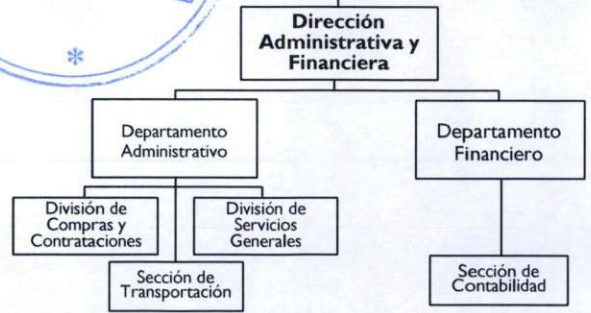 Dirección
Administrativa y
Financiera
Departamento
Administrativo
Departamento
Financiero
División de
Compras y
Contrataciones
División de
Servicios
Generales
Sección de
Transportación
Sección de
Contabilidad